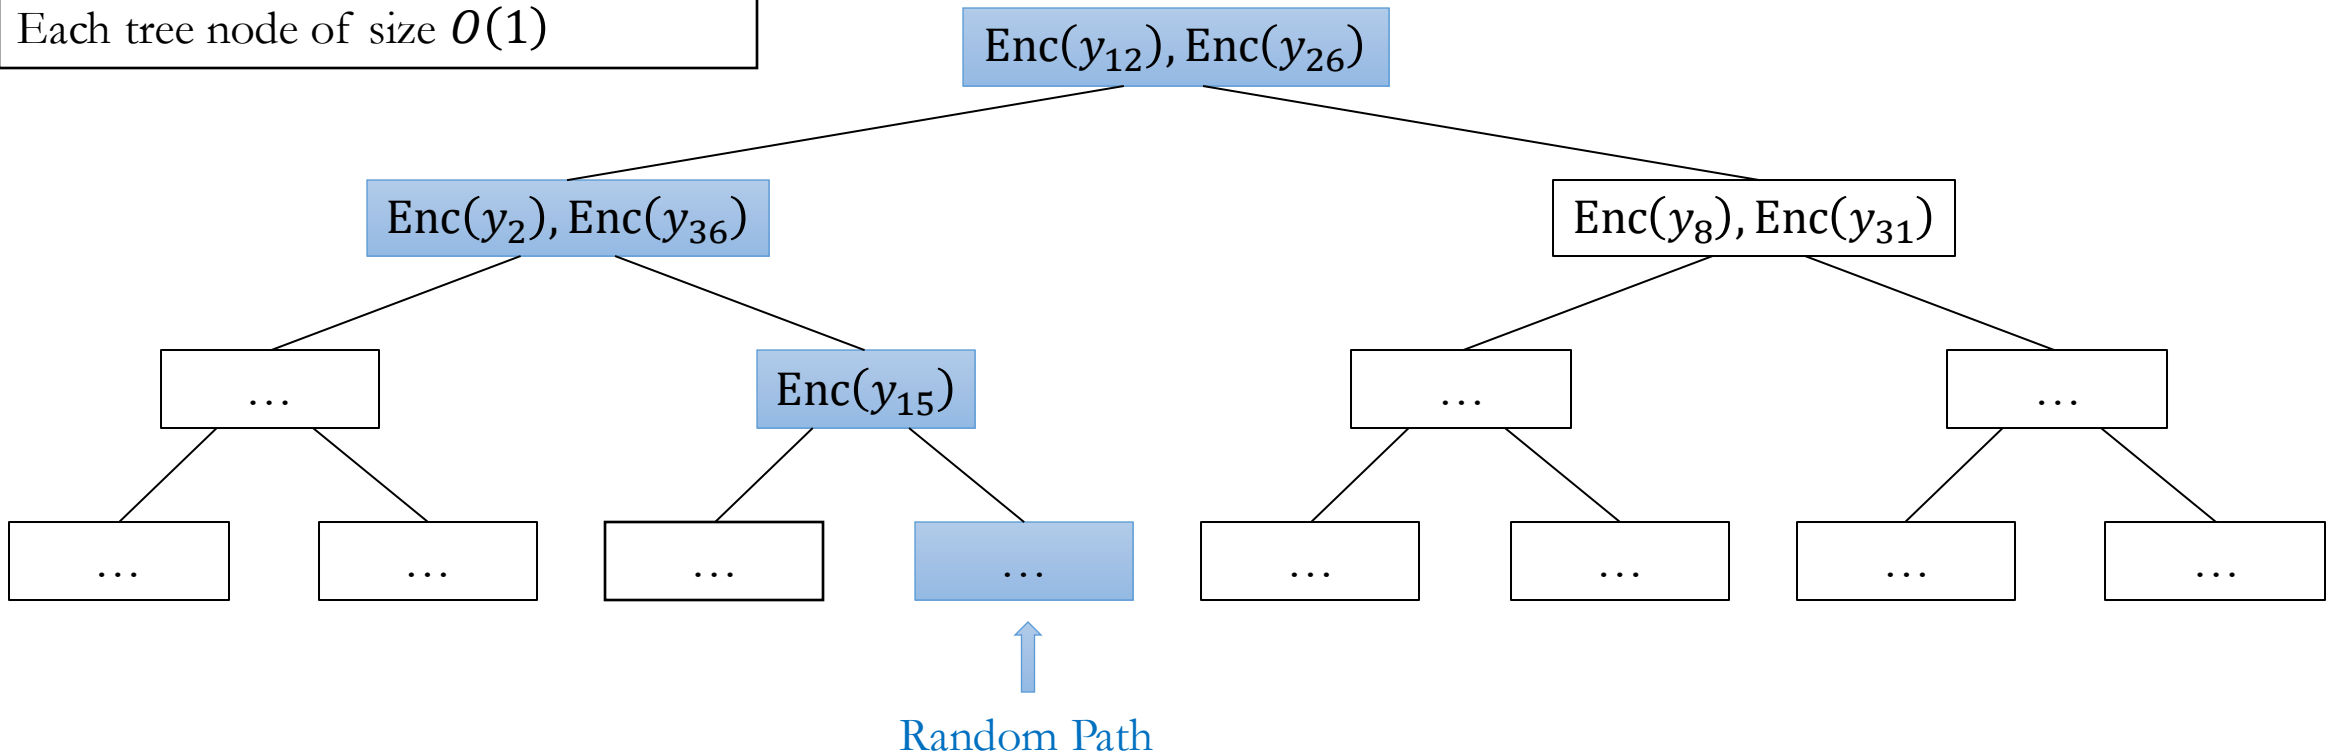 Each tree node of size O(1)
Enc(y₁₂), Enc(y₂₆)
Enc(y₂), Enc(y₃₆)
Enc(y₈), Enc(y₃₁)
...
Enc(y₁₅)
...
...
...
...
...
...
...
...
...
...
Random Path